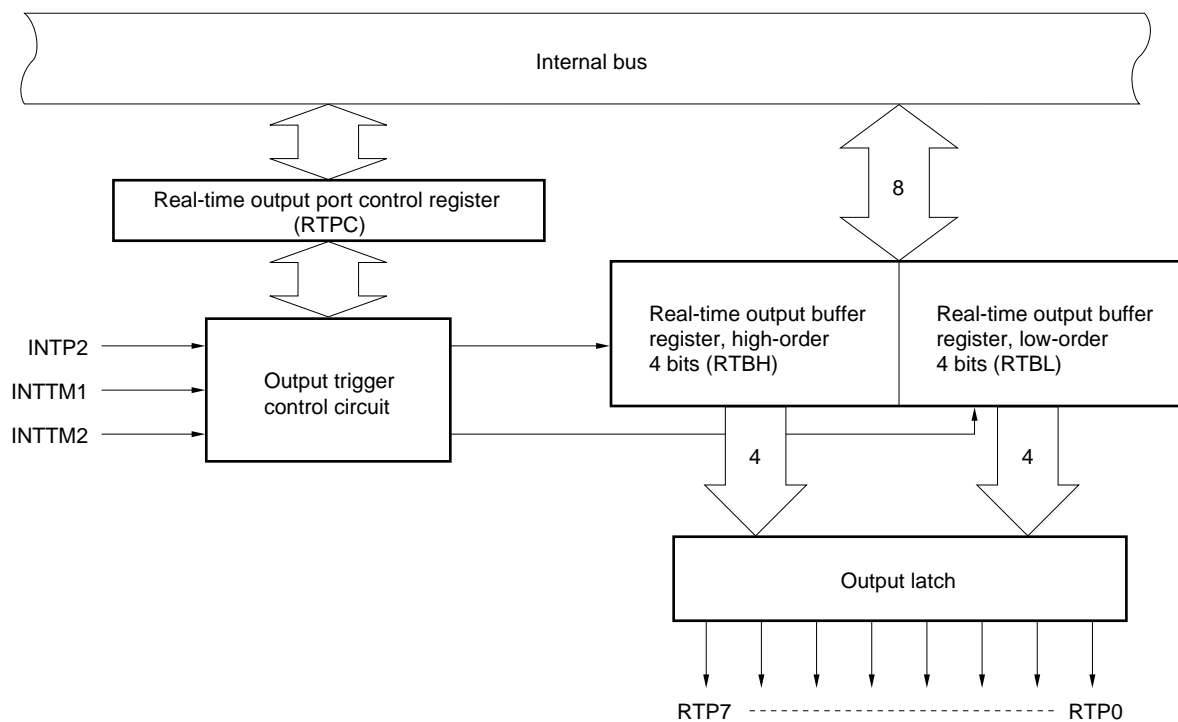 Internal bus
8
Real-time output port control register
(RTPC)
Real-time output buffer
register, high-order
4 bits (RTBH)
Real-time output buffer
register, low-order
4 bits (RTBL)
INTP2
INTTM1
INTTM2
Output trigger
control circuit
4
4
Output latch
RTP7
RTP0